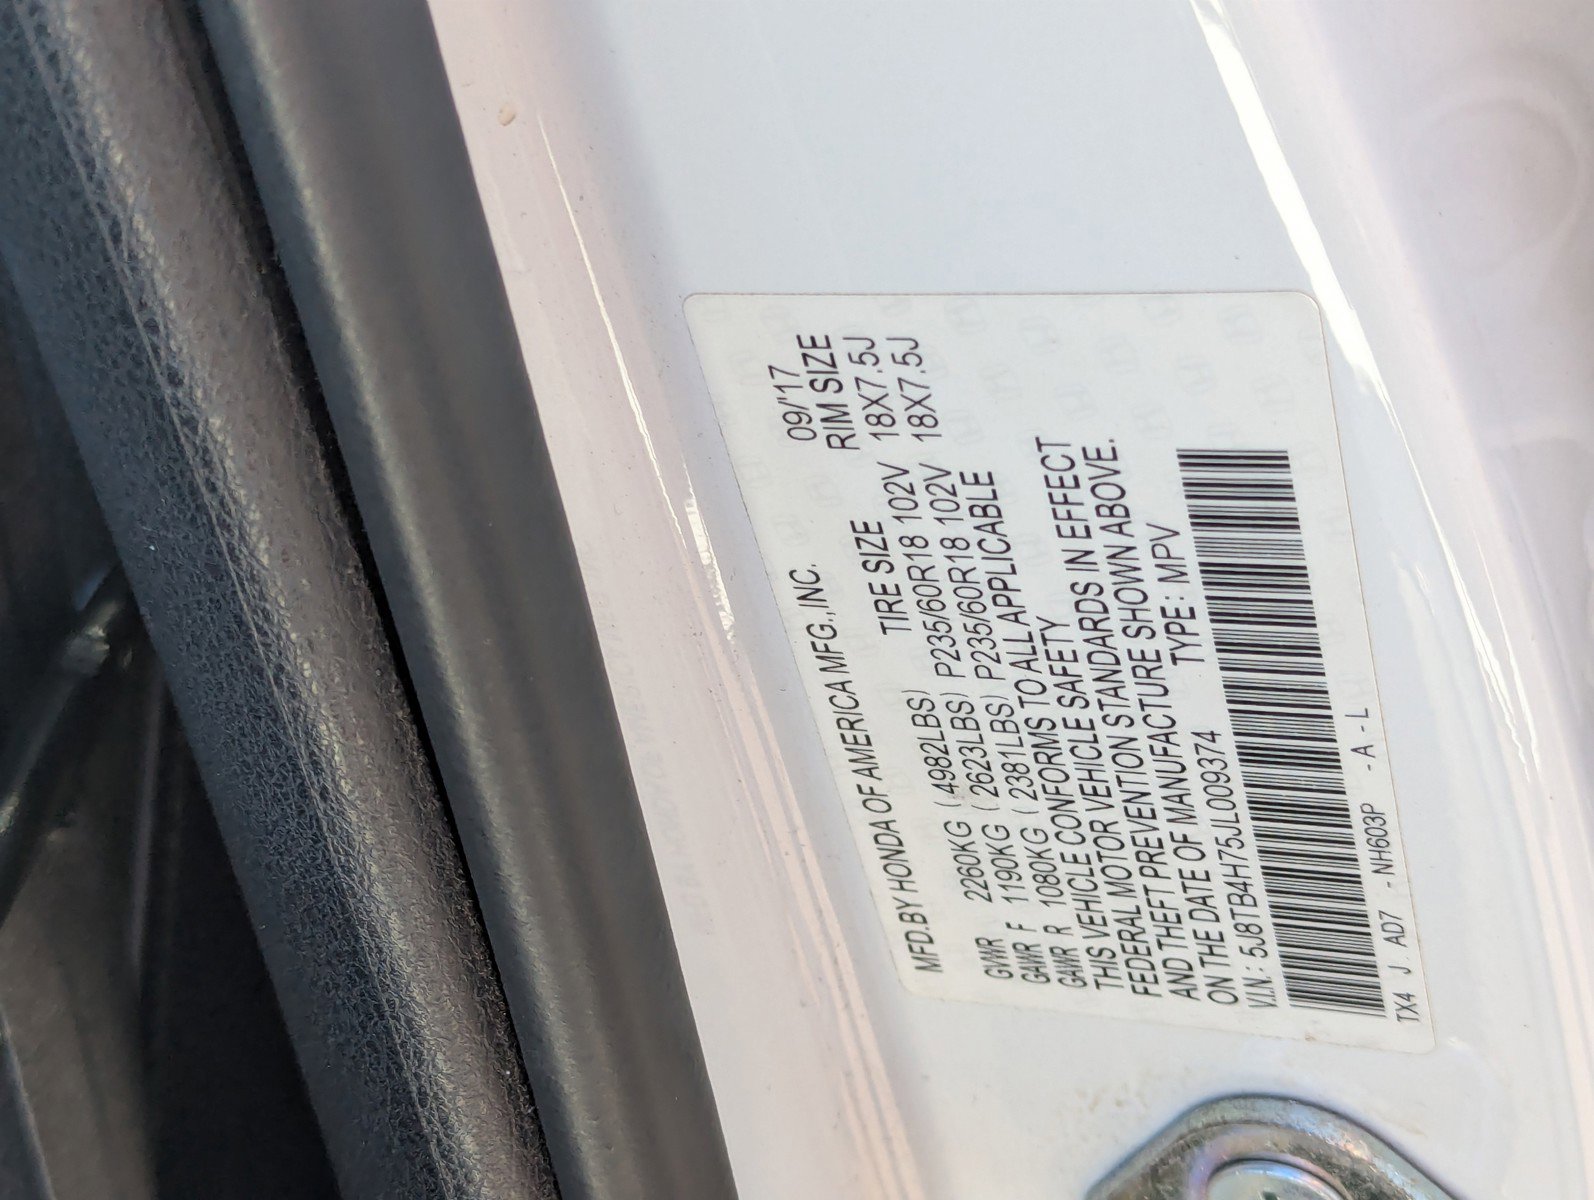 MFD.BY HONDA OF AMERICA MFG.,INC. 09/'17
TIRE SIZE RIM SIZE
GVWR 2260KG ( 4982LBS)
GAWR F 1190KG ( 2623LBS) P235/60R18 102V 18X7.5J
GAWR R 1080KG ( 2381LBS) P235/60R18 102V 18X7.5J
THIS VEHICLE CONFORMS TO ALL APPLICABLE
FEDERAL MOTOR VEHICLE SAFETY
AND THEFT PREVENTION STANDARDS IN EFFECT
ON THE DATE OF MANUFACTURE SHOWN ABOVE.
V.I.N.: 5J8TB4H75JL009374 TYPE: MPV
TX4 J. AD7 - NH603P - A - L